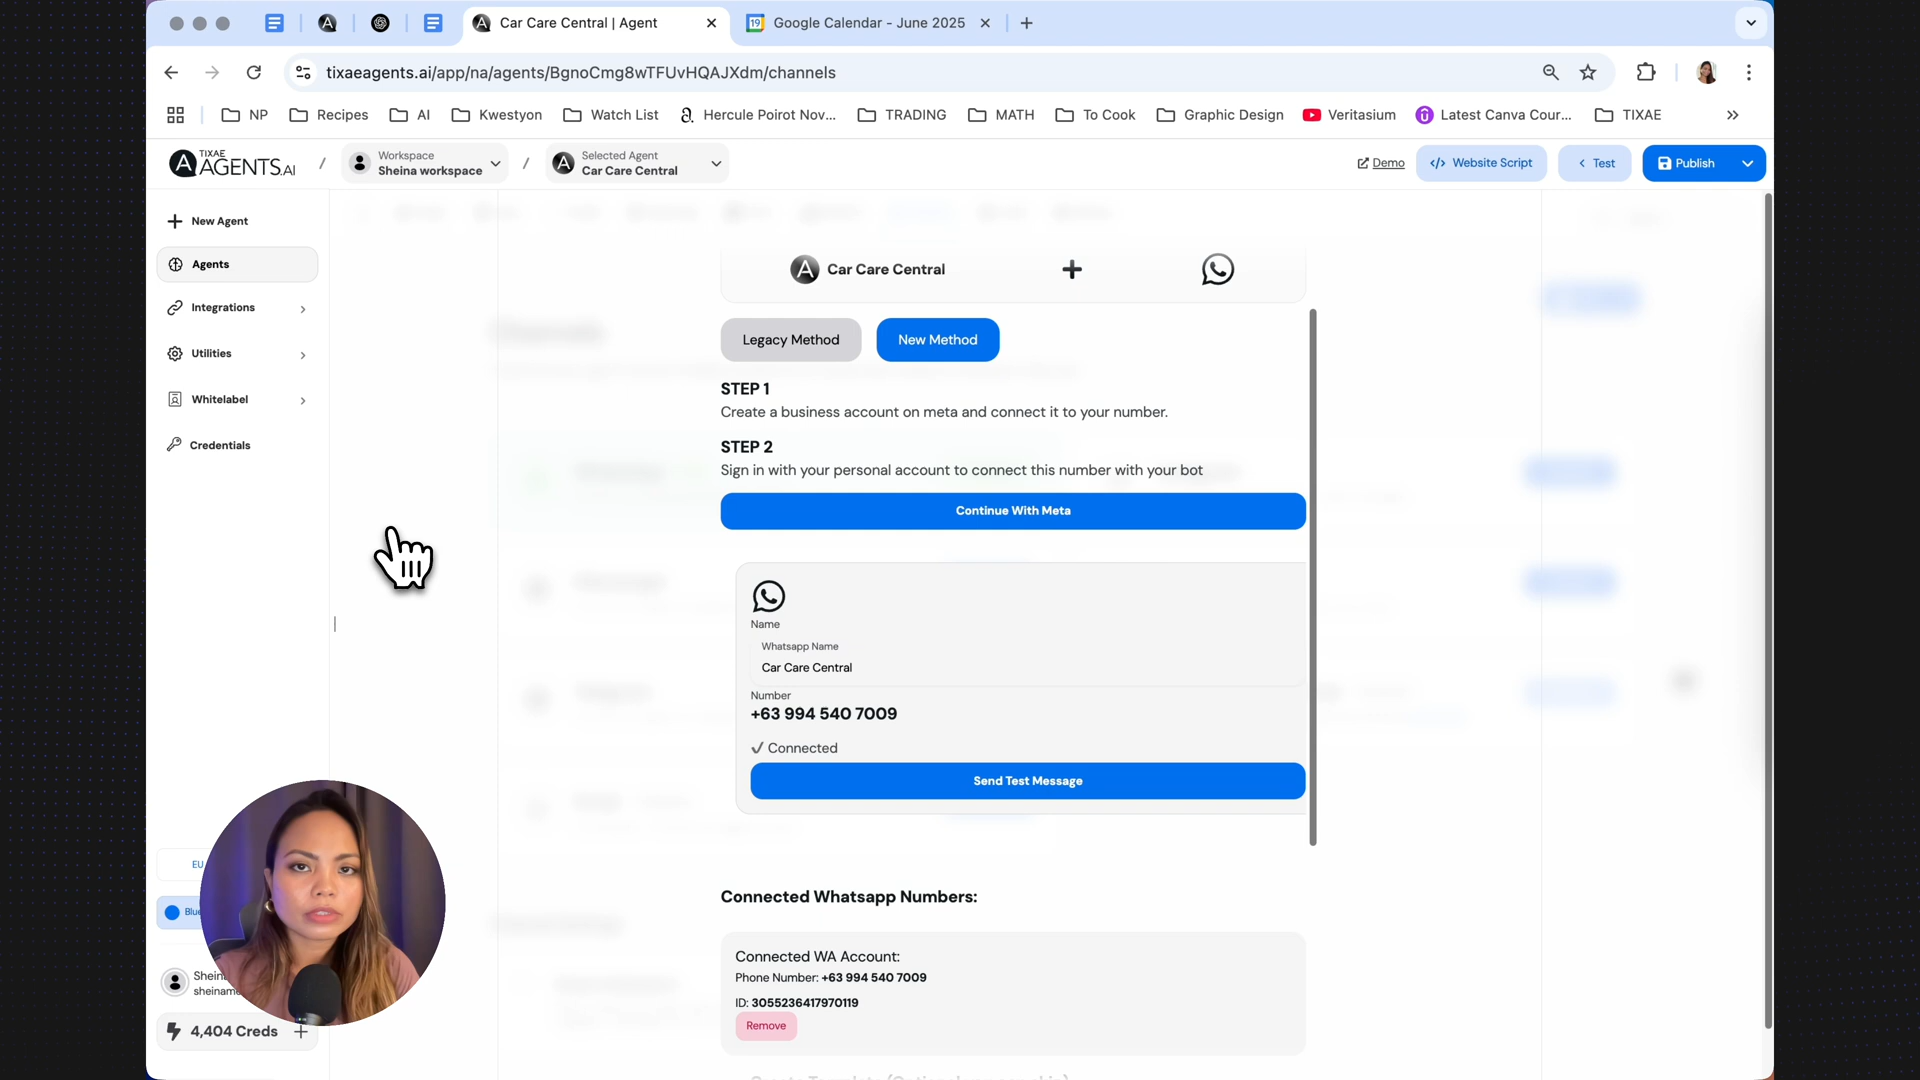 Car Care Central | Agent
Google Calendar - June 2025
tixaeagents.ai/app/na/agents/BgnoCmg8wTFUvHQAJXdm/channels
NP
Recipes
AI
Kwestyon
Watch List
Hercule Poirot Nov...
TRADING
MATH
To Cook
Graphic Design
Veritasium
Latest Canva Cour...
TIXAE
TIXAE
AGENTS.AI
/
Workspace
Sheina workspace
/
Selected Agent
Car Care Central
Demo
</> Website Script
Test
Publish
New Agent
Agents
Integrations
Utilities
Whitelabel
Credentials
Car Care Central
Legacy Method
New Method
STEP 1
Create a business account on meta and connect it to your number.
STEP 2
Sign in with your personal account to connect this number with your bot
Continue With Meta
Name
Whatsapp Name
Car Care Central
Number
+63 994 540 7009
✓ Connected
Send Test Message
EU
Blue
Connected Whatsapp Numbers:
Connected WA Account:
Phone Number: +63 994 540 7009
ID: 3055236417970119
Remove
Shein
sheinam
4,404 Creds